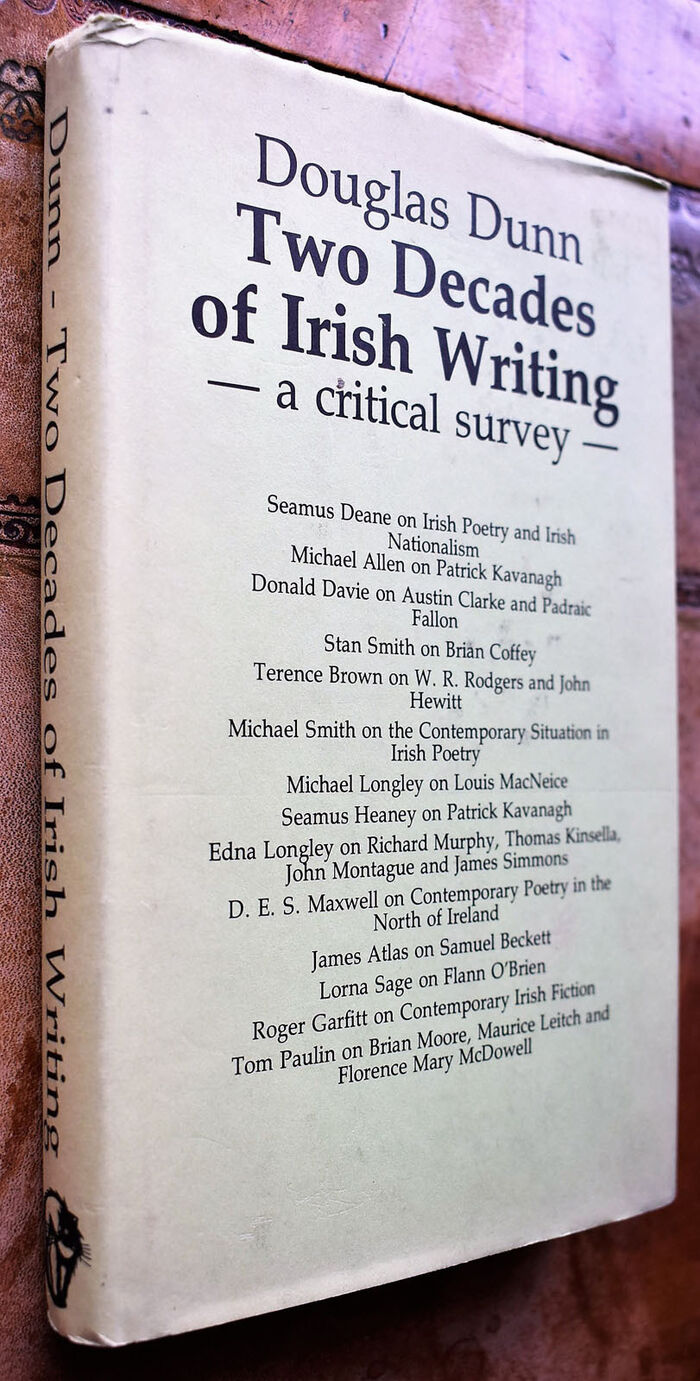 Dunn - Two Decades of Irish Writing
Douglas Dunn
Two Decades
of Irish Writing
— a critical survey —
Seamus Deane on Irish Poetry and Irish
Nationalism
Michael Allen on Patrick Kavanagh
Donald Davie on Austin Clarke and Padraic
Fallon
Stan Smith on Brian Coffey
Terence Brown on W. R. Rodgers and John
Hewitt
Michael Smith on the Contemporary Situation in
Irish Poetry
Michael Longley on Louis MacNeice
Seamus Heaney on Patrick Kavanagh
Edna Longley on Richard Murphy, Thomas Kinsella,
John Montague and James Simmons
D. E. S. Maxwell on Contemporary Poetry in the
North of Ireland
James Atlas on Samuel Beckett
Lorna Sage on Flann O'Brien
Roger Garfitt on Contemporary Irish Fiction
Tom Paulin on Brian Moore, Maurice Leitch and
Florence Mary McDowell